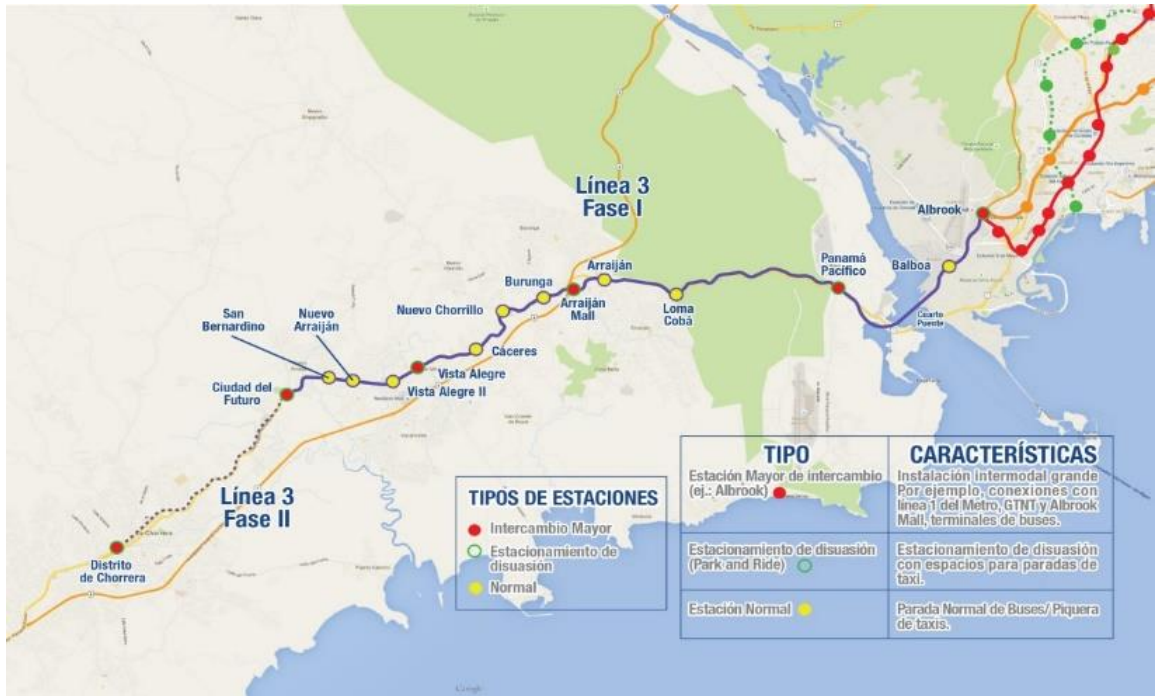 Línea 3
Fase I
Albrook
Balboa
Cuarto
Puente
Panamá
Pacífico
Loma
Cobá
Arraiján
Arraiján
Mall
Burunga
Nuevo Chorrillo
Cáceres
Vista Alegre
Vista Alegre II
Nuevo
Arraiján
San
Bernardino
Ciudad del
Futuro
Línea 3
Fase II
Distrito
de Chorrera
TIPOS DE ESTACIONES
Intercambio Mayor
Estacionamiento de
disuasión
Normal
TIPO
CARACTERÍSTICAS
Estación Mayor de intercambio
(ej.: Albrook)
Instalación intermodal grande
Por ejemplo, conexiones con
línea 1 del Metro, GTNT y Albrook
Mall, terminales de buses.
Estacionamiento de disuasión
(Park and Ride)
Estacionamiento de disuasión
con espacios para paradas de
taxi.
Estación Normal
Parada Normal de Buses/ Piquera
de taxis.